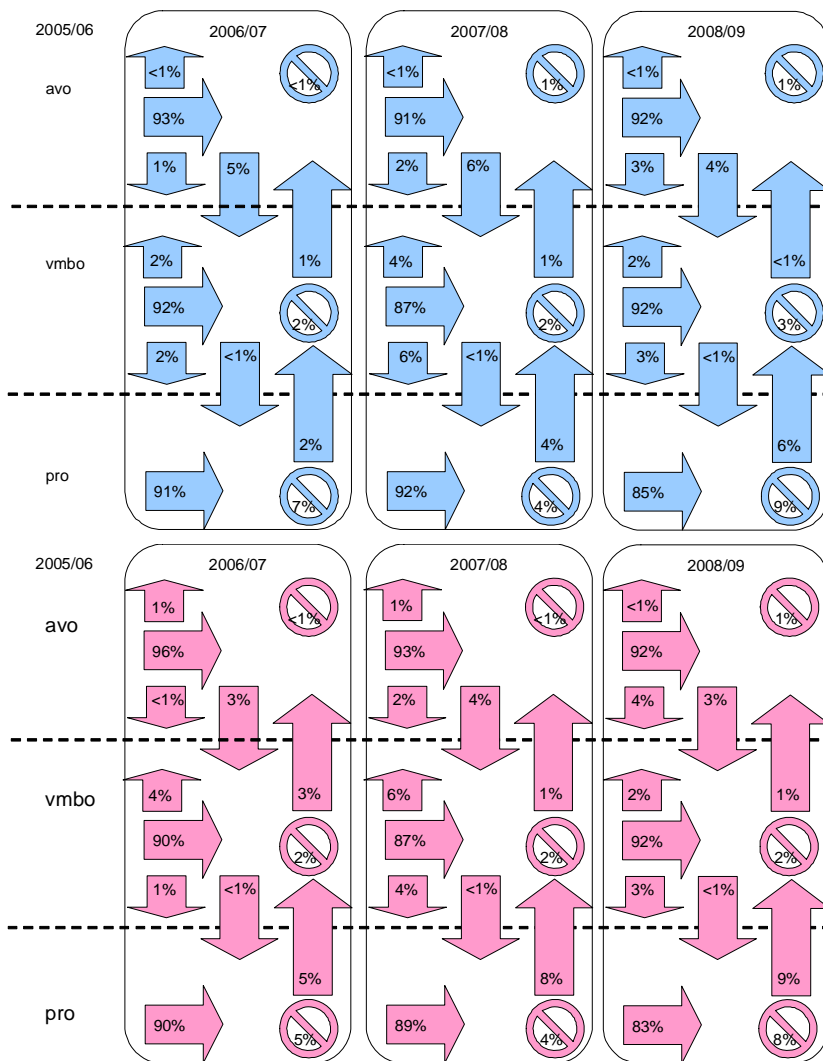 2005/06 2006/07 2007/08 2008/09
<1% <1% <1% 1% <1% 1%
avo
93% 91% 92%
1% 5% 2% 6% 3% 4%
vmbo 2% 1% 4% 1% 2% <1%
92% 2% 87% 2% 92% 3%
2% <1% 6% <1% 3% <1%
2% 4% 6%
pro 91% 7% 92% 4% 85% 9%
2005/06 2006/07 2007/08 2008/09
1% <1% 1% <1% <1% 1%
avo
96% 93% 92%
<1% 3% 2% 4% 4% 3%
vmbo 4% 3% 6% 1% 2% 1%
90% 2% 87% 2% 92% 2%
1% <1% 4% <1% 3% <1%
5% 8% 9%
pro 90% 5% 89% 4% 83% 8%